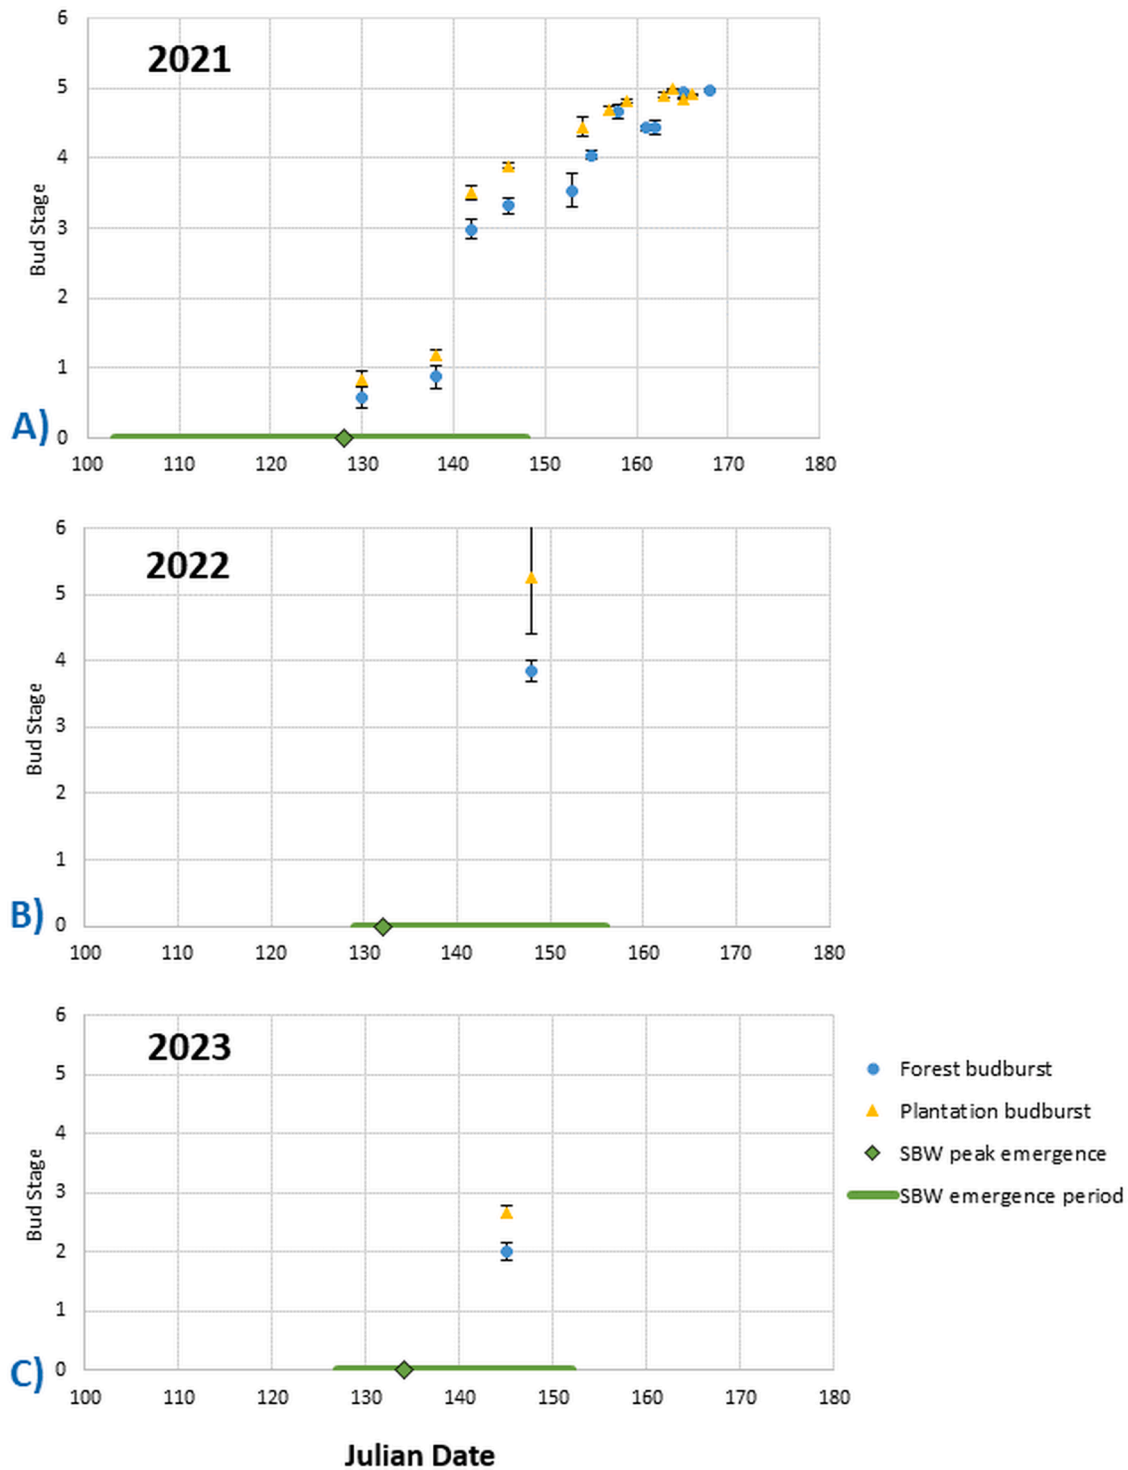 2021
6
5
4
3
2
1
0
Bud Stage
A)
100 110 120 130 140 150 160 170 180
2022
6
5
4
3
2
1
0
Bud Stage
B)
100 110 120 130 140 150 160 170 180
2023
6
5
4
3
2
1
0
Bud Stage
C)
100 110 120 130 140 150 160 170 180
Forest budburst
Plantation budburst
SBW peak emergence
SBW emergence period
Julian Date